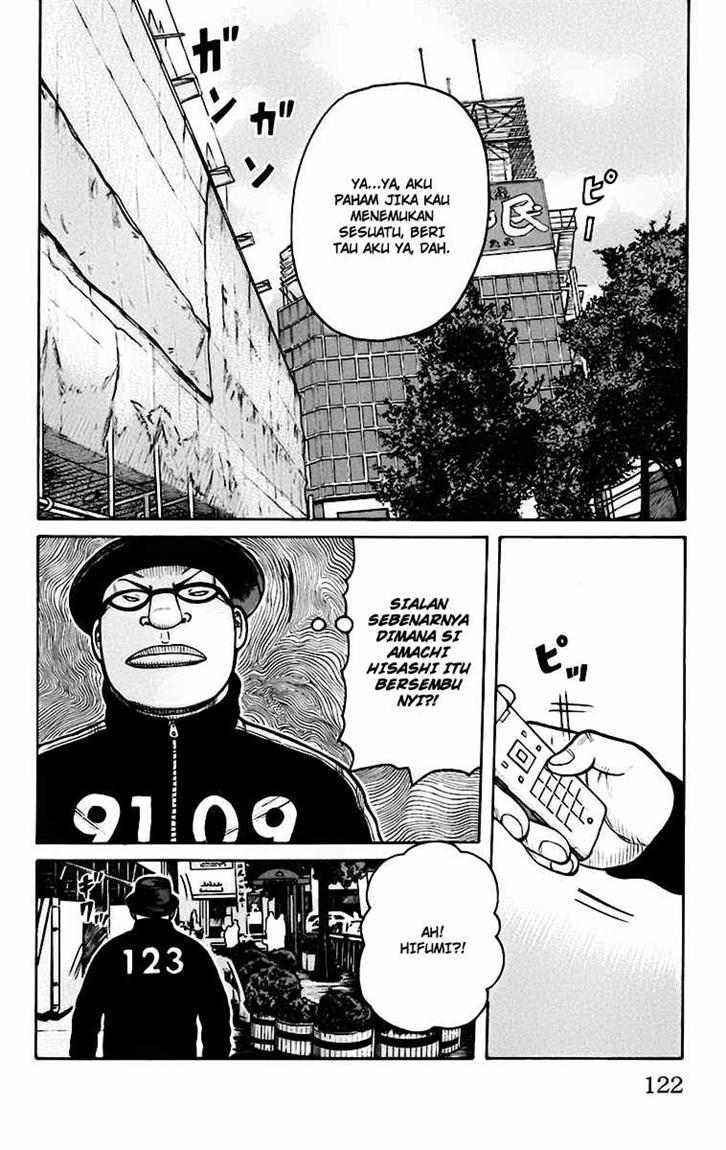 ガン
ガン
YA...YA, AKU
PAHAM JIKA KAU
MENEMUKAN
SESUATU, BERI
TAU AKU YA, DAH.
民
ピー
ピッ
SIALAN
SEBENARNYA
DIMANA SI
AMACHI
HISASHI ITU
BERSEMBU
NYI?!
9109
AH!
HIFUMI?!
123
122